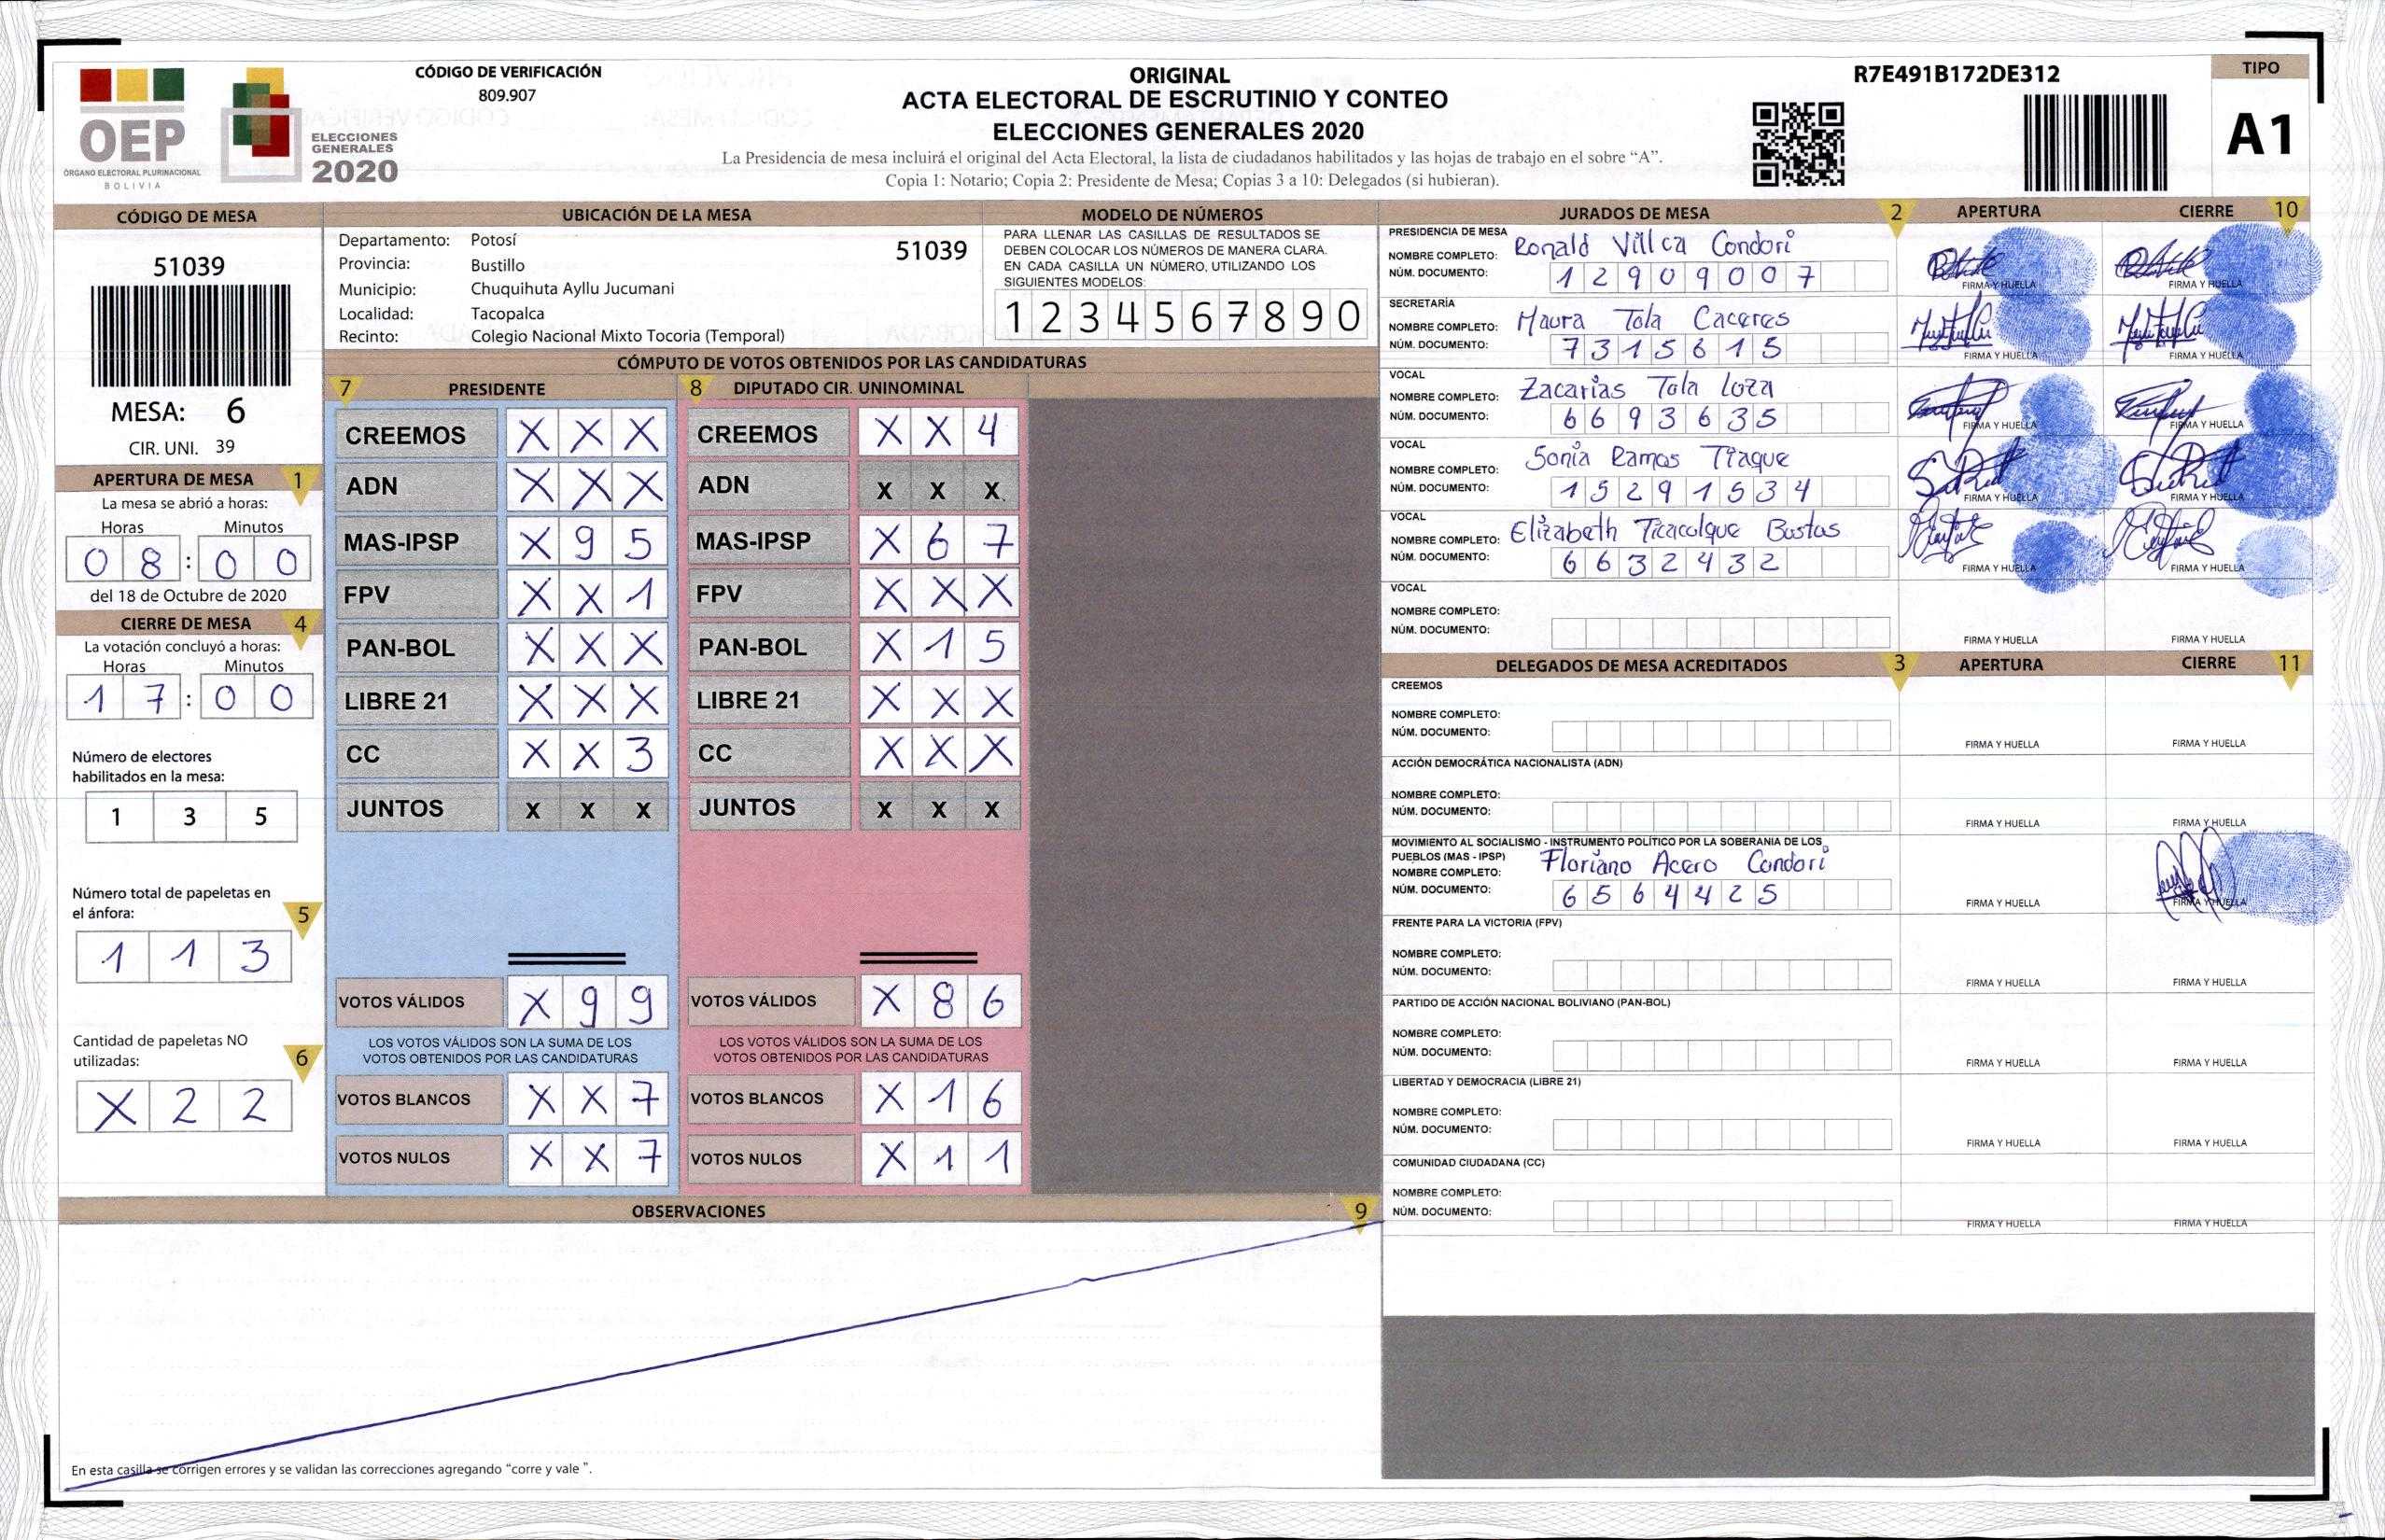 OEP
ÓRGANO ELECTORAL PLURINACIONAL
BOLIVIA
ELECCIONES
GENERALES
2020
CÓDIGO DE VERIFICACIÓN
809.907
ORIGINAL
ACTA ELECTORAL DE ESCRUTINIO Y CONTEO
ELECCIONES GENERALES 2020
La Presidencia de mesa incluirá el original del Acta Electoral, la lista de ciudadanos habilitados y las hojas de trabajo en el sobre “A”.
Copia 1: Notario; Copia 2: Presidente de Mesa; Copias 3 a 10: Delegados (si hubieran).
R7E491B172DE312
TIPO
A1
CÓDIGO DE MESA
51039
MESA: 6
CIR. UNI. 39
APERTURA DE MESA 1
La mesa se abrió a horas:
Horas Minutos
0 8 : 0 0
del 18 de Octubre de 2020
CIERRE DE MESA 4
La votación concluyó a horas:
Horas Minutos
1 7 : 0 0
Número de electores
habilitados en la mesa:
1 3 5
Número total de papeletas en
el ánfora: 5
1 1 3
Cantidad de papeletas NO
utilizadas: 6
X 2 2
UBICACIÓN DE LA MESA
Departamento: Potosí
51039
Provincia: Bustillo
Municipio: Chuquihuta Ayllu Jucumani
Localidad: Tacopalca
Recinto: Colegio Nacional Mixto Tocoria (Temporal)
MODELO DE NÚMEROS
PARA LLENAR LAS CASILLAS DE RESULTADOS SE
DEBEN COLOCAR LOS NÚMEROS DE MANERA CLARA.
EN CADA CASILLA UN NÚMERO, UTILIZANDO LOS
SIGUIENTES MODELOS:
1 2 3 4 5 6 7 8 9 0
CÓMPUTO DE VOTOS OBTENIDOS POR LAS CANDIDATURAS
7 PRESIDENTE
CREEMOS X X X
ADN X X X
MAS-IPSP X 9 5
FPV X X 1
PAN-BOL X X X
LIBRE 21 X X X
CC X X 3
JUNTOS X X X
VOTOS VÁLIDOS X 9 9
LOS VOTOS VÁLIDOS SON LA SUMA DE LOS
VOTOS OBTENIDOS POR LAS CANDIDATURAS
VOTOS BLANCOS X X 7
VOTOS NULOS X X 7
8 DIPUTADO CIR. UNINOMINAL
CREEMOS X X 4
ADN X X X
MAS-IPSP X 6 7
FPV X X X
PAN-BOL X 1 5
LIBRE 21 X X X
CC X X X
JUNTOS X X X
VOTOS VÁLIDOS X 8 6
LOS VOTOS VÁLIDOS SON LA SUMA DE LOS
VOTOS OBTENIDOS POR LAS CANDIDATURAS
VOTOS BLANCOS X 1 6
VOTOS NULOS X 1 1
OBSERVACIONES 9
En esta casilla se corrigen errores y se validan las correcciones agregando “corre y vale ”.
JURADOS DE MESA 2 APERTURA CIERRE 10
PRESIDENCIA DE MESA
NOMBRE COMPLETO: Ronald Villca Condori
NÚM. DOCUMENTO: 1 2 9 0 9 0 0 7
FIRMA Y HUELLA FIRMA Y HUELLA
SECRETARÍA
NOMBRE COMPLETO: Maura Tola Caceres
NÚM. DOCUMENTO: 7 3 1 5 6 1 5
FIRMA Y HUELLA FIRMA Y HUELLA
VOCAL
NOMBRE COMPLETO: Zacarias Tola Loza
NÚM. DOCUMENTO: 6 6 9 3 6 3 5
FIRMA Y HUELLA FIRMA Y HUELLA
VOCAL
NOMBRE COMPLETO: Sonia Ramos
NÚM. DOCUMENTO: 1 5 2 9 1 5 3 4
FIRMA Y HUELLA FIRMA Y HUELLA
VOCAL
NOMBRE COMPLETO: Elizabeth Ticacolque Bustos
NÚM. DOCUMENTO: 6 6 3 2 4 3 2
FIRMA Y HUELLA FIRMA Y HUELLA
VOCAL
NOMBRE COMPLETO:
NÚM. DOCUMENTO:
FIRMA Y HUELLA FIRMA Y HUELLA
DELEGADOS DE MESA ACREDITADOS 3 APERTURA CIERRE 11
CREEMOS
NOMBRE COMPLETO:
NÚM. DOCUMENTO:
FIRMA Y HUELLA FIRMA Y HUELLA
ACCIÓN DEMOCRÁTICA NACIONALISTA (ADN)
NOMBRE COMPLETO:
NÚM. DOCUMENTO:
FIRMA Y HUELLA FIRMA Y HUELLA
MOVIMIENTO AL SOCIALISMO - INSTRUMENTO POLÍTICO POR LA SOBERANIA DE LOS
PUEBLOS (MAS - IPSP)
NOMBRE COMPLETO: Floriano Acero Condori
NÚM. DOCUMENTO: 6 5 6 4 4 2 5
FIRMA Y HUELLA FIRMA Y HUELLA
FRENTE PARA LA VICTORIA (FPV)
NOMBRE COMPLETO:
NÚM. DOCUMENTO:
FIRMA Y HUELLA FIRMA Y HUELLA
PARTIDO DE ACCIÓN NACIONAL BOLIVIANO (PAN-BOL)
NOMBRE COMPLETO:
NÚM. DOCUMENTO:
FIRMA Y HUELLA FIRMA Y HUELLA
LIBERTAD Y DEMOCRACIA (LIBRE 21)
NOMBRE COMPLETO:
NÚM. DOCUMENTO:
FIRMA Y HUELLA FIRMA Y HUELLA
COMUNIDAD CIUDADANA (CC)
NOMBRE COMPLETO:
NÚM. DOCUMENTO:
FIRMA Y HUELLA FIRMA Y HUELLA